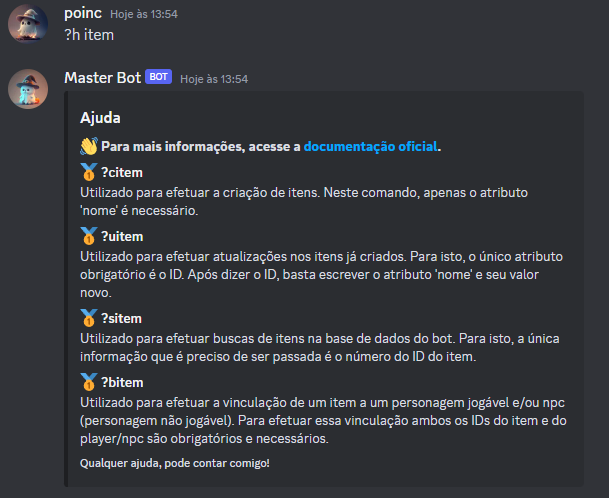 poinc Hoje às 13:54
?h item
Master Bot BOT Hoje às 13:54
Ajuda
👋 Para mais informações, acesse a documentação oficial.
🥇 ?citem
Utilizado para efetuar a criação de itens. Neste comando, apenas o atributo
'nome' é necessário.
🥇 ?uitem
Utilizado para efetuar atualizações nos itens já criados. Para isto, o único atributo
obrigatório é o ID. Após dizer o ID, basta escrever o atributo 'nome' e seu valor
novo.
🥇 ?sitem
Utilizado para efetuar buscas de itens na base de dados do bot. Para isto, a única
informação que é preciso de ser passada é o número do ID do item.
🥇 ?bitem
Utilizado para efetuar a vinculação de um item a um personagem jogável e/ou npc
(personagem não jogável). Para efetuar essa vinculação ambos os IDs do item e do
player/npc são obrigatórios e necessários.
Qualquer ajuda, pode contar comigo!